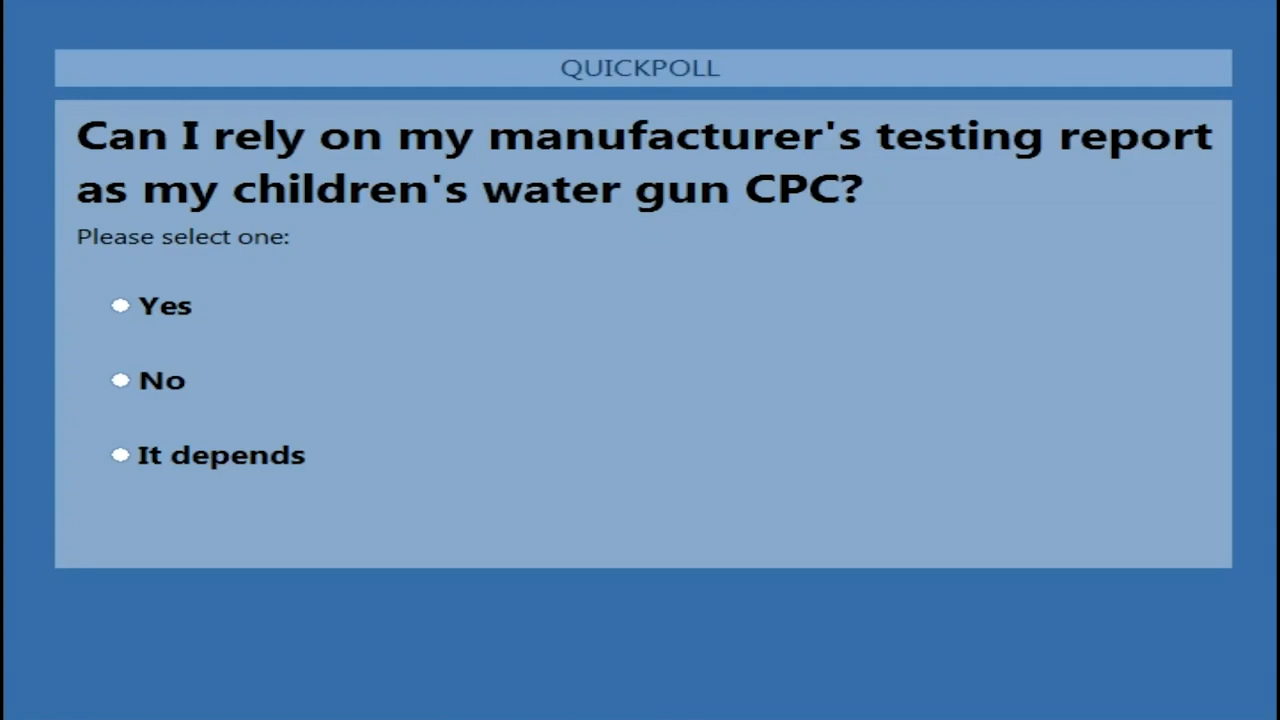 QUICKPOLL
Can I rely on my manufacturer's testing report
as my children's water gun CPC?
Please select one:
Yes
No
It depends